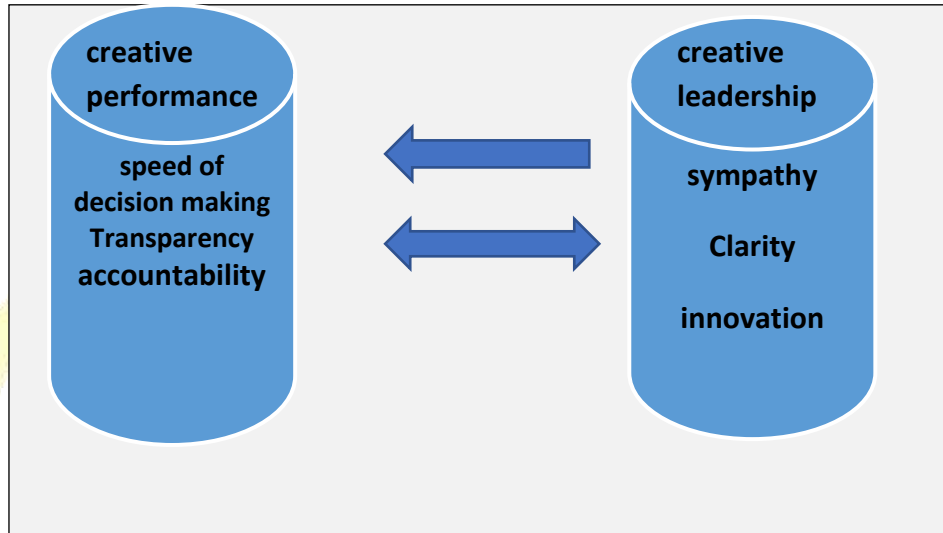 creative
performance
speed of
decision making
Transparency
accountability
creative
leadership
sympathy
Clarity
innovation